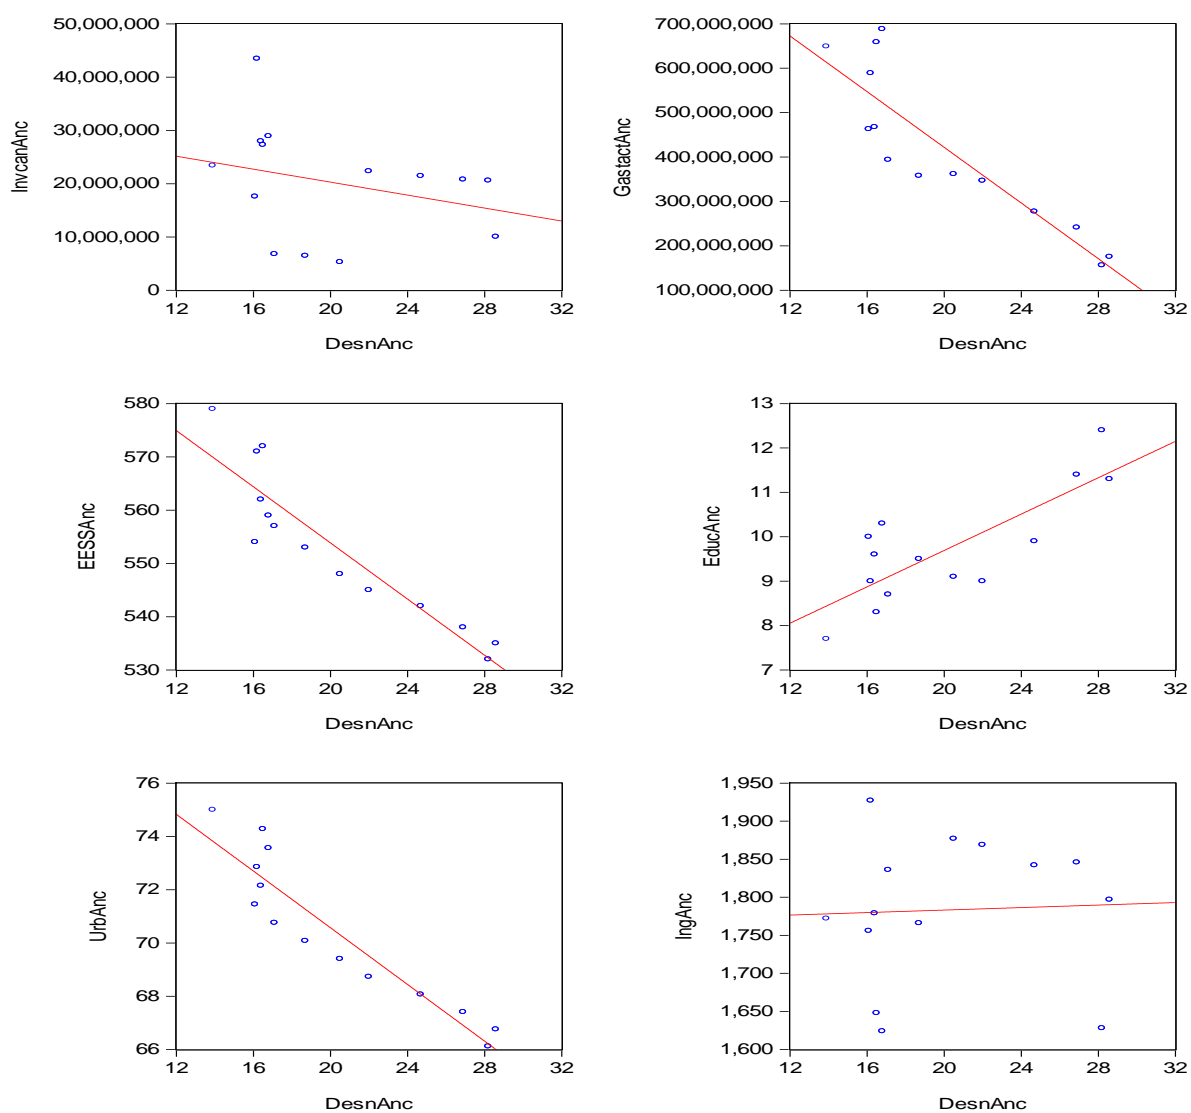 InvcanAnc
50,000,000
40,000,000
30,000,000
20,000,000
10,000,000
0
12 16 20 24 28 32
DesnAnc
GastactAnc
700,000,000
600,000,000
500,000,000
400,000,000
300,000,000
200,000,000
100,000,000
12 16 20 24 28 32
DesnAnc
EESSAnc
580
570
560
550
540
530
12 16 20 24 28 32
DesnAnc
EducAnc
13
12
11
10
9
8
7
12 16 20 24 28 32
DesnAnc
UrbAnc
76
74
72
70
68
66
12 16 20 24 28 32
DesnAnc
IngAnc
1,950
1,900
1,850
1,800
1,750
1,700
1,650
1,600
12 16 20 24 28 32
DesnAnc